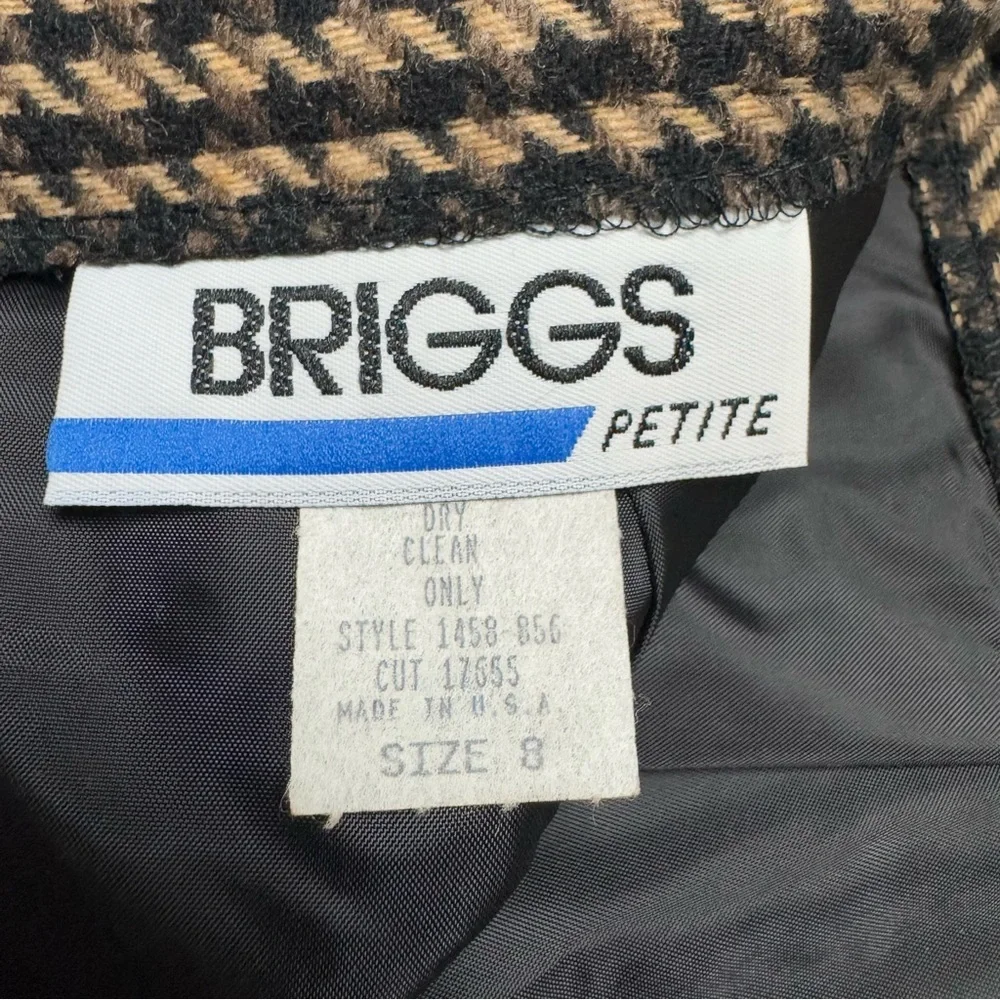 BRIGGS
PETITE
DRY
CLEAN
ONLY
STYLE 1458-856
CUT 17655
MADE IN U.S.A.
SIZE 8